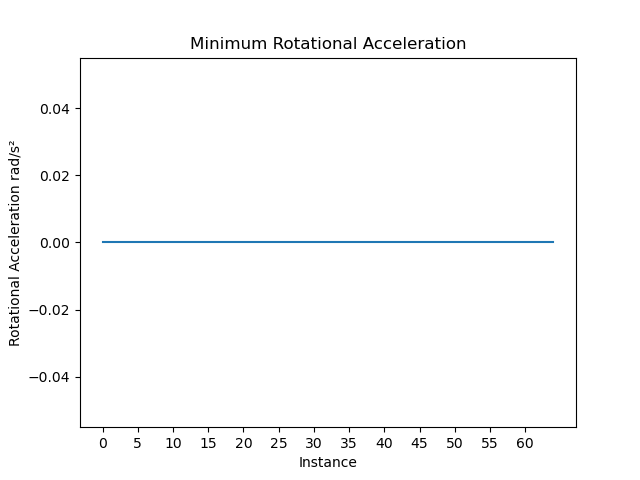 Minimum Rotational Acceleration
Rotational Acceleration rad/s²
0.04
0.02
0.00
−0.02
−0.04
0 5 10 15 20 25 30 35 40 45 50 55 60
Instance